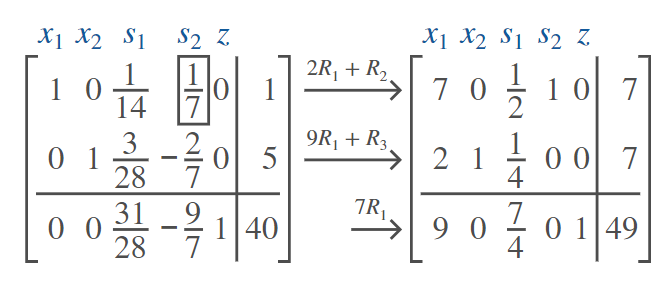 x₁ x₂ s₁ s₂ z x₁ x₂ s₁ s₂ z
1 0 1/14 1/7 0 1 2R₁ + R₂ 7 0 1/2 1 0 7
0 1 3/28 −2/7 0 5 9R₁ + R₃ 2 1 1/4 0 0 7
0 0 31/28 −9/7 1 40 7R₁ 9 0 7/4 0 1 49